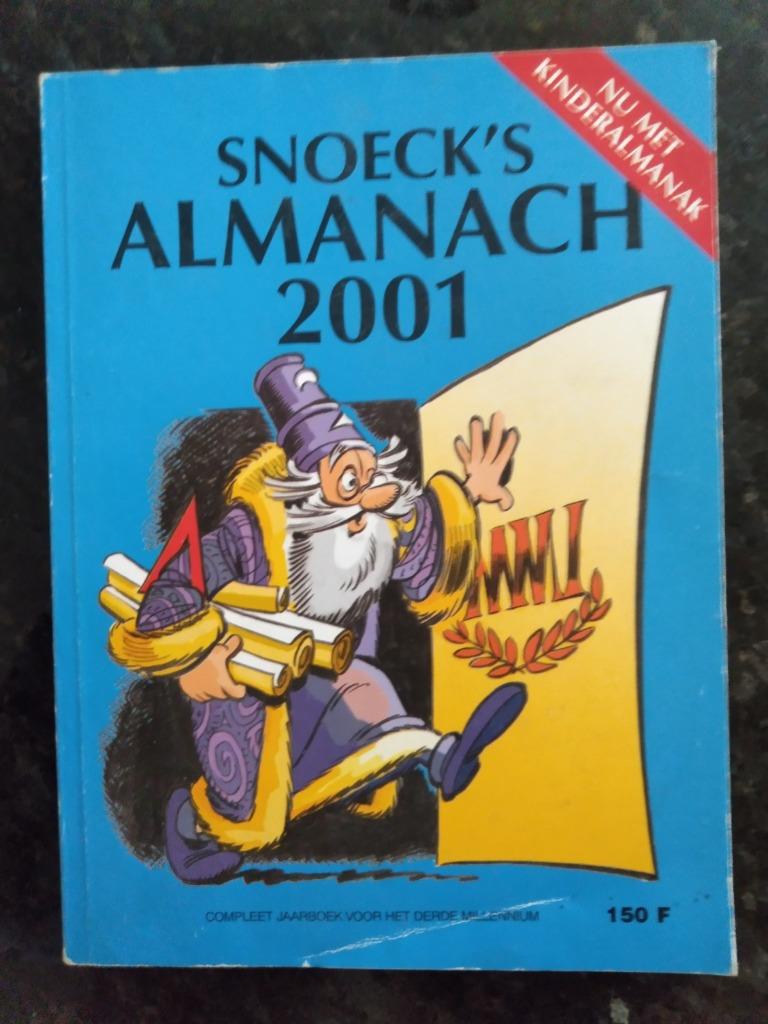 NU MET
KINDERALMANAK
SNOECK'S
ALMANACH
2001
MMI
COMPLEET JAARBOEK VOOR HET DERDE MILLENNIUM
150 F